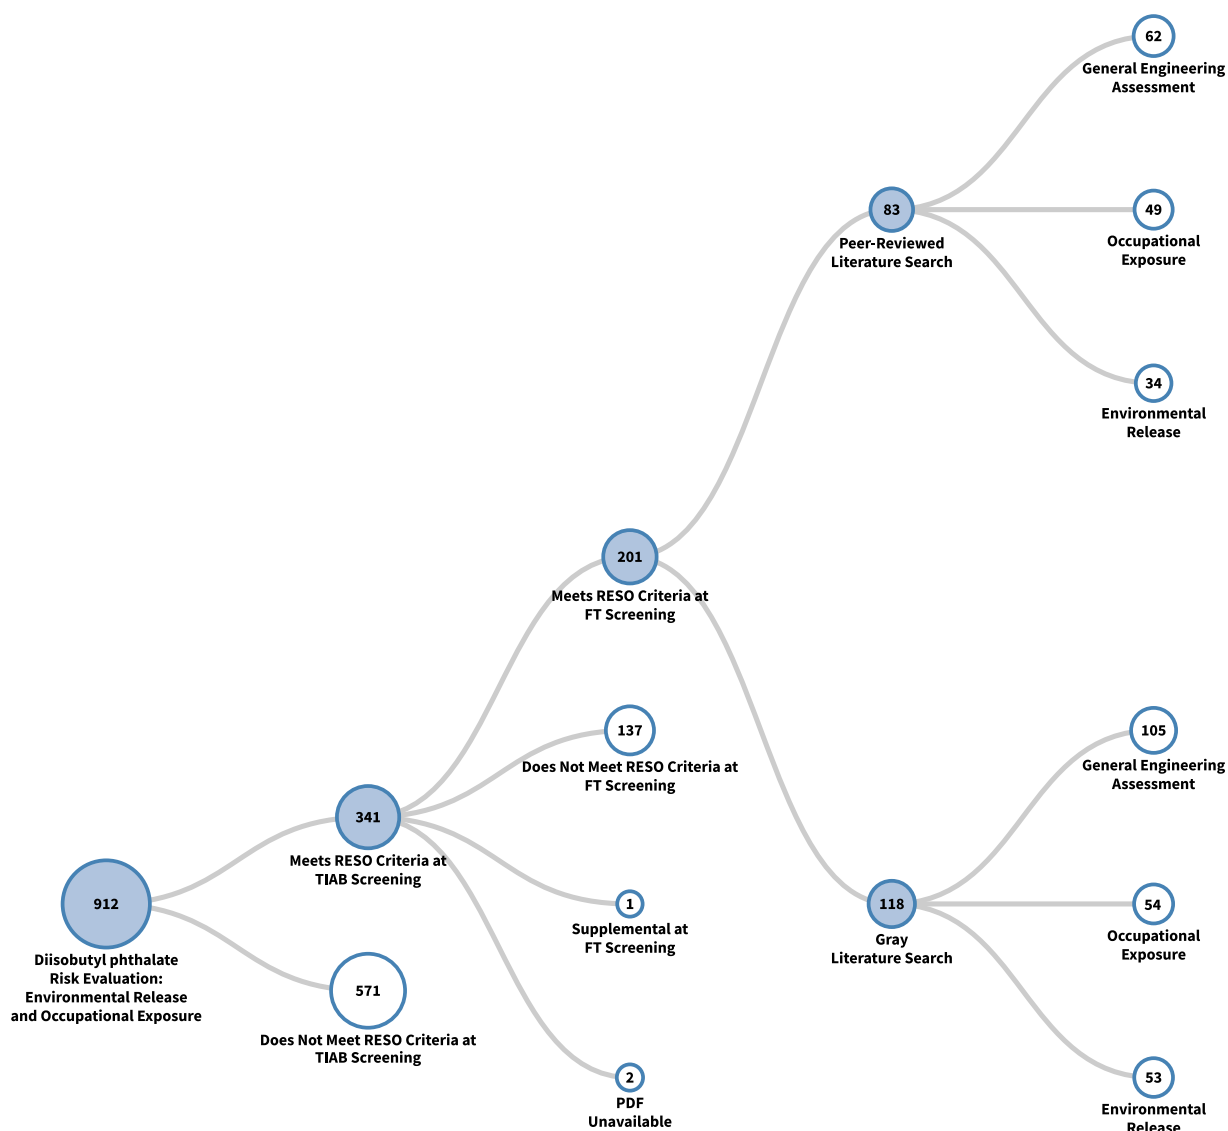 62
General Engineering
Assessment
83
Peer-Reviewed
Literature Search
49
Occupational
Exposure
34
Environmental
Release
201
Meets RESO Criteria at
FT Screening
137
Does Not Meet RESO Criteria at
FT Screening
105
General Engineering
Assessment
341
Meets RESO Criteria at
TIAB Screening
912
Diisobutyl phthalate
Risk Evaluation:
Environmental Release
and Occupational Exposure
1
Supplemental at
FT Screening
118
Gray
Literature Search
54
Occupational
Exposure
571
Does Not Meet RESO Criteria at
TIAB Screening
2
PDF
Unavailable
53
Environmental
Release